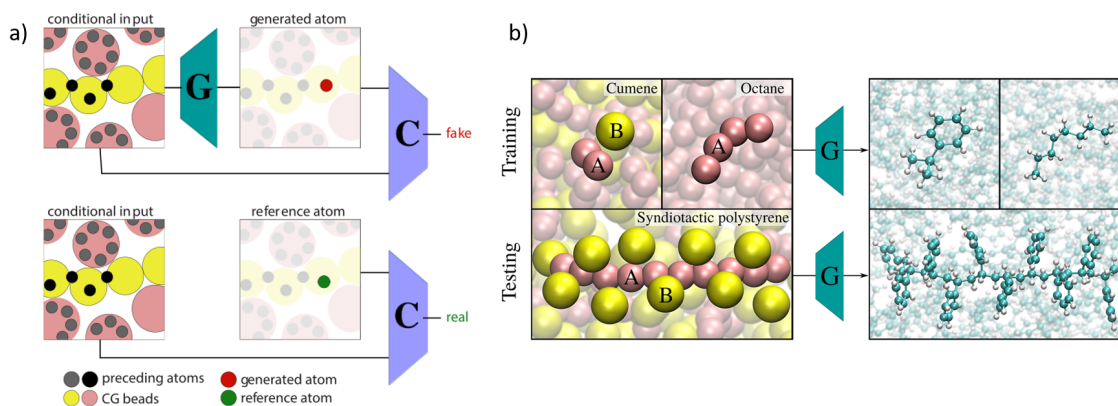 a)
conditional input
generated atom
G
C
fake
conditional input
reference atom
C
real
preceding atoms
generated atom
CG beads
reference atom
b)
Training
Cumene
Octane
B
A
A
G
Testing
Syndiotactic polystyrene
A
B
G